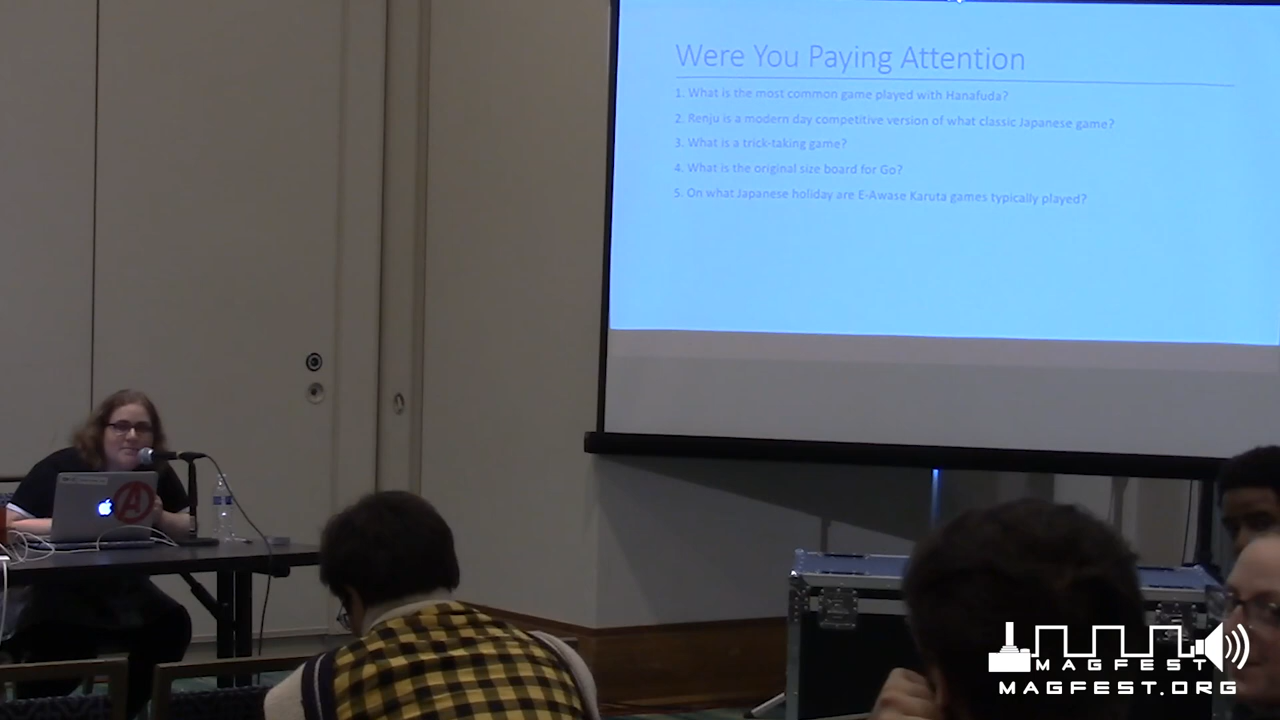 Were You Paying Attention
1. What is the most common game played with Hanafuda?
2. Renju is a modern day competitive version of what classic Japanese game?
3. What is a trick-taking game?
4. What is the original size board for Go?
5. On what Japanese holiday are E-Awase Karuta games typically played?
MAGFEST
MAGFEST.ORG